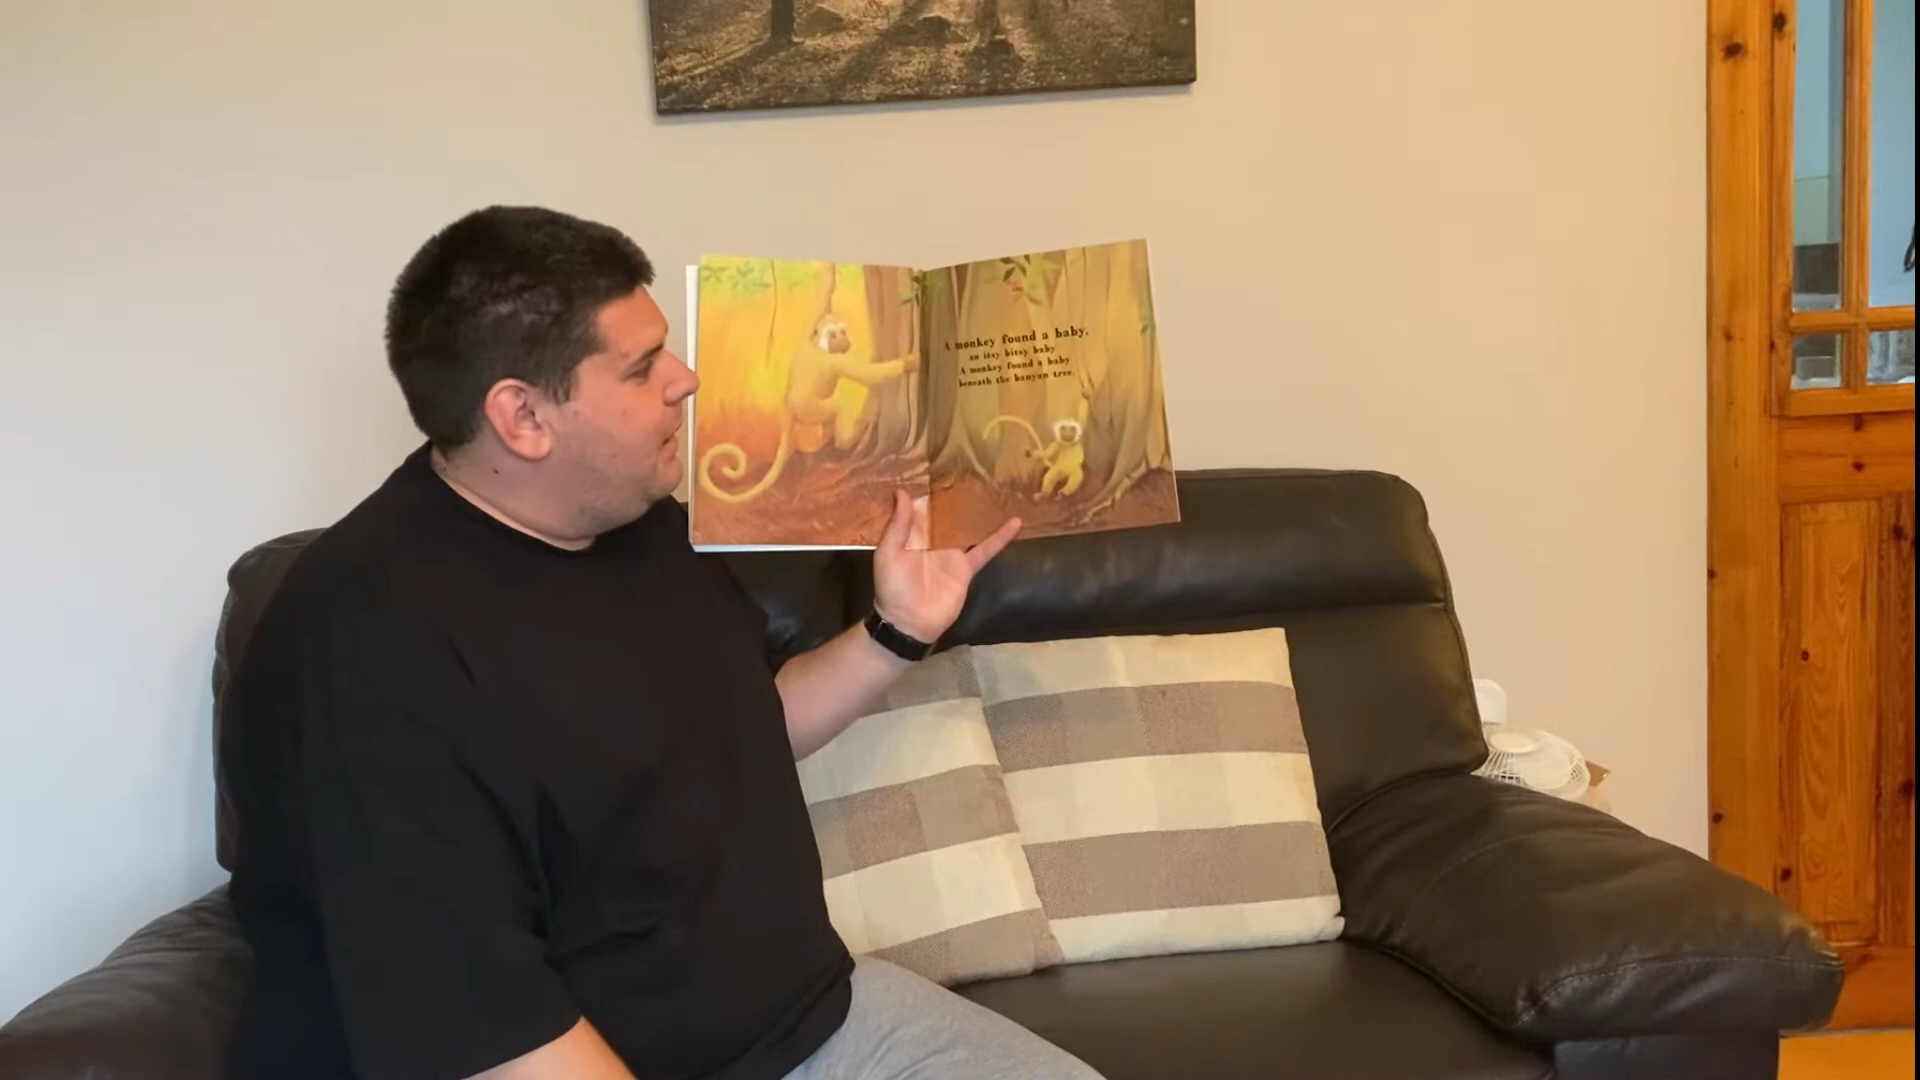 A monkey found a baby,
an itsy bitsy baby
A monkey found a baby
beneath the banyan tree.